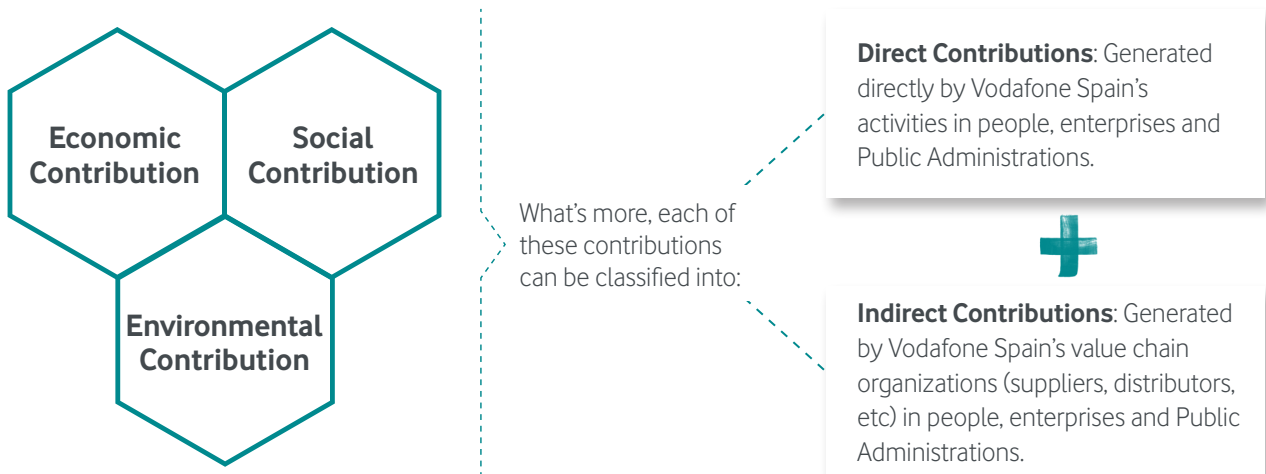 Economic
Contribution
Social
Contribution
Environmental
Contribution
What’s more, each of
these contributions
can be classified into:
Direct Contributions: Generated
directly by Vodafone Spain’s
activities in people, enterprises and
Public Administrations.
Indirect Contributions: Generated
by Vodafone Spain’s value chain
organizations (suppliers, distributors,
etc) in people, enterprises and Public
Administrations.